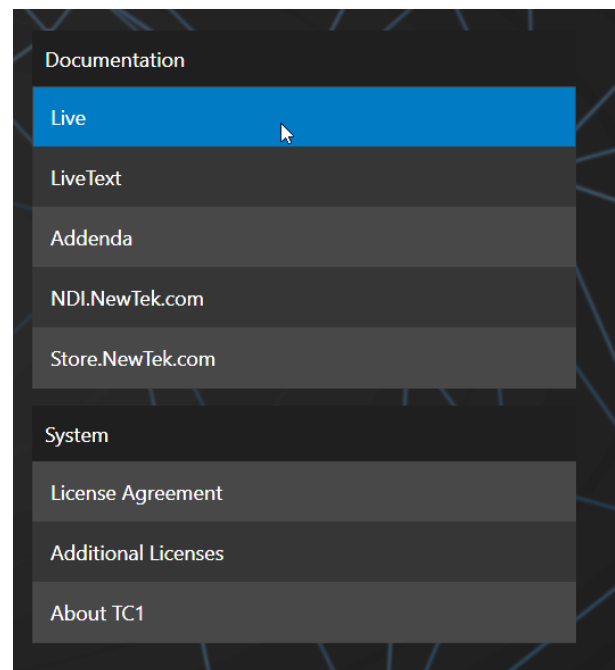 Documentation
Live
LiveText
Addenda
NDI.NewTek.com
Store.NewTek.com
System
License Agreement
Additional Licenses
About TC1